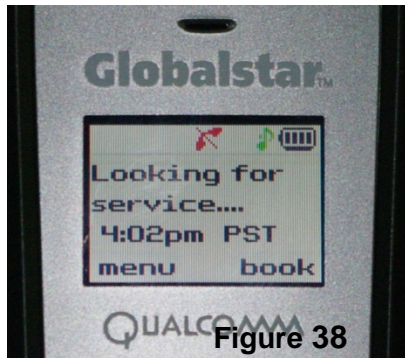 Globalstar™
Looking for
service....
4:02pm PST
menu book
QUALCOMM
Figure 38